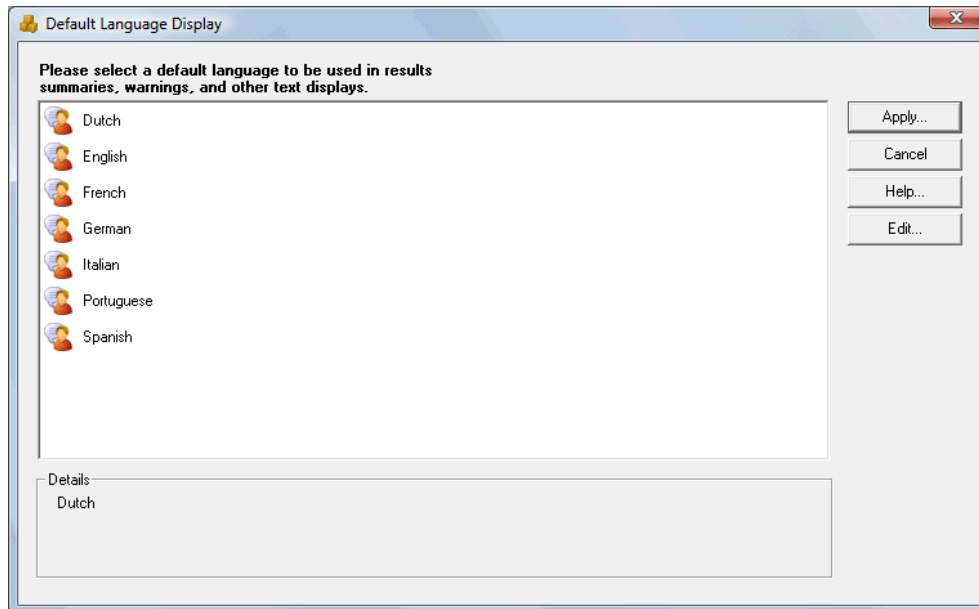 Default Language Display
Please select a default language to be used in results
summaries, warnings, and other text displays.
Dutch
English
French
German
Italian
Portuguese
Spanish
Apply...
Cancel
Help...
Edit...
Details
Dutch